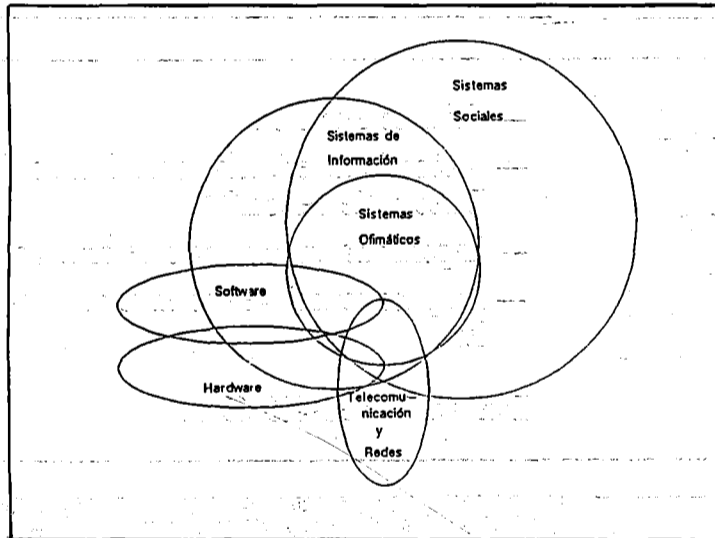 Sistemas
Sociales
Sistemas de
Información
Sistemas
Ofimáticos
Software
Hardware
Telecomu-
nicación
y
Redes